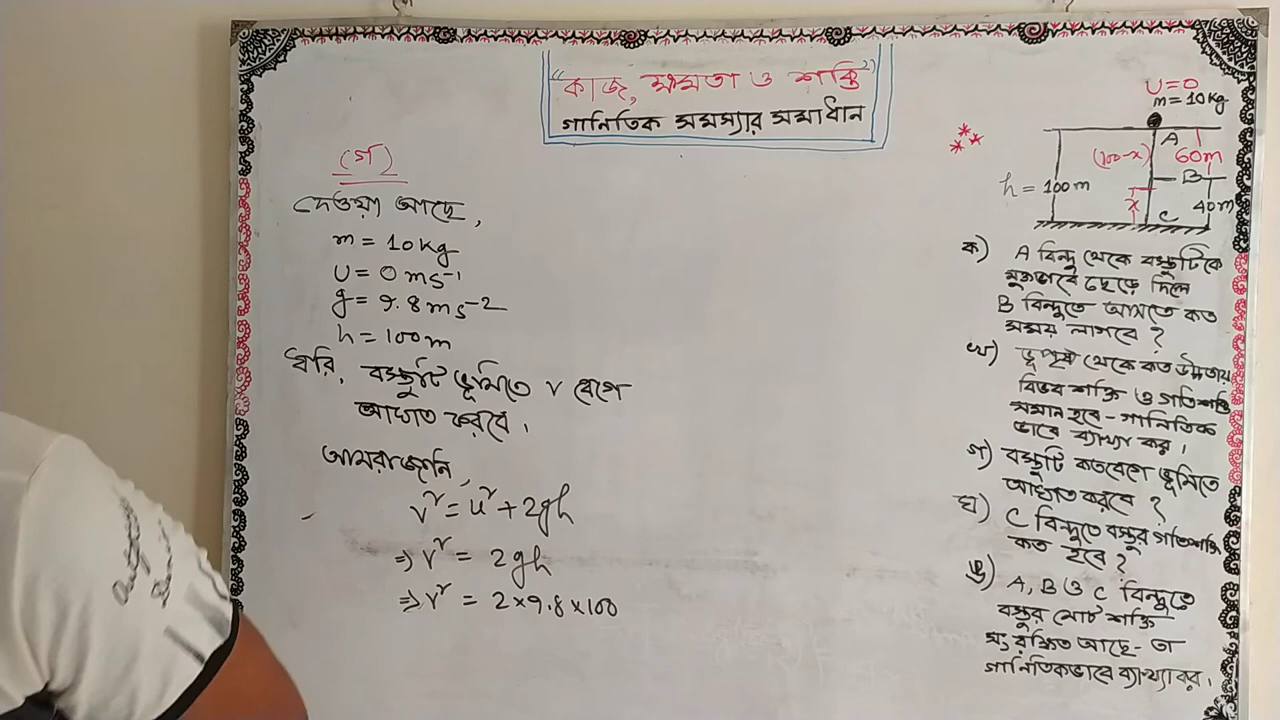 "কাজ, ক্ষমতা ও শক্তি"
গানিতিক সমস্যার সমাধান
(গ)
দেওয়া আছে,
m = 10 kg
U = 0 ms⁻¹
g = 9.8 ms⁻²
h = 100m
ধরি, বস্তুটি ভূমিতে v বেগে
আঘাত করবে।
আমরা জানি,
v² = u² + 2gh
⇒ v² = 2gh
⇒ v² = 2×9.8×100
U = 0
m = 10 kg
A
(100-x)
60m
B
h = 100m
x
40m
C
ক) A বিন্দু থেকে বস্তুটিকে
মুক্তভাবে ছেড়ে দিলে
B বিন্দুতে আসতে কত
সময় লাগবে?
খ) ভূপৃষ্ঠ থেকে কত উচ্চতায়
বিভব শক্তি ও গতিশক্তি
সমান হবে - গানিতিক
ভাবে ব্যাখ্যা কর।
গ) বস্তুটি কতবেগে ভূমিতে
আঘাত করবে?
ঘ) C বিন্দুতে বস্তুর গতিশক্তি
কত হবে?
ঙ) A, B ও C বিন্দুতে
বস্তুর মোট শক্তি
সংরক্ষিত আছে - তা
গানিতিকভাবে ব্যাখ্যা কর।